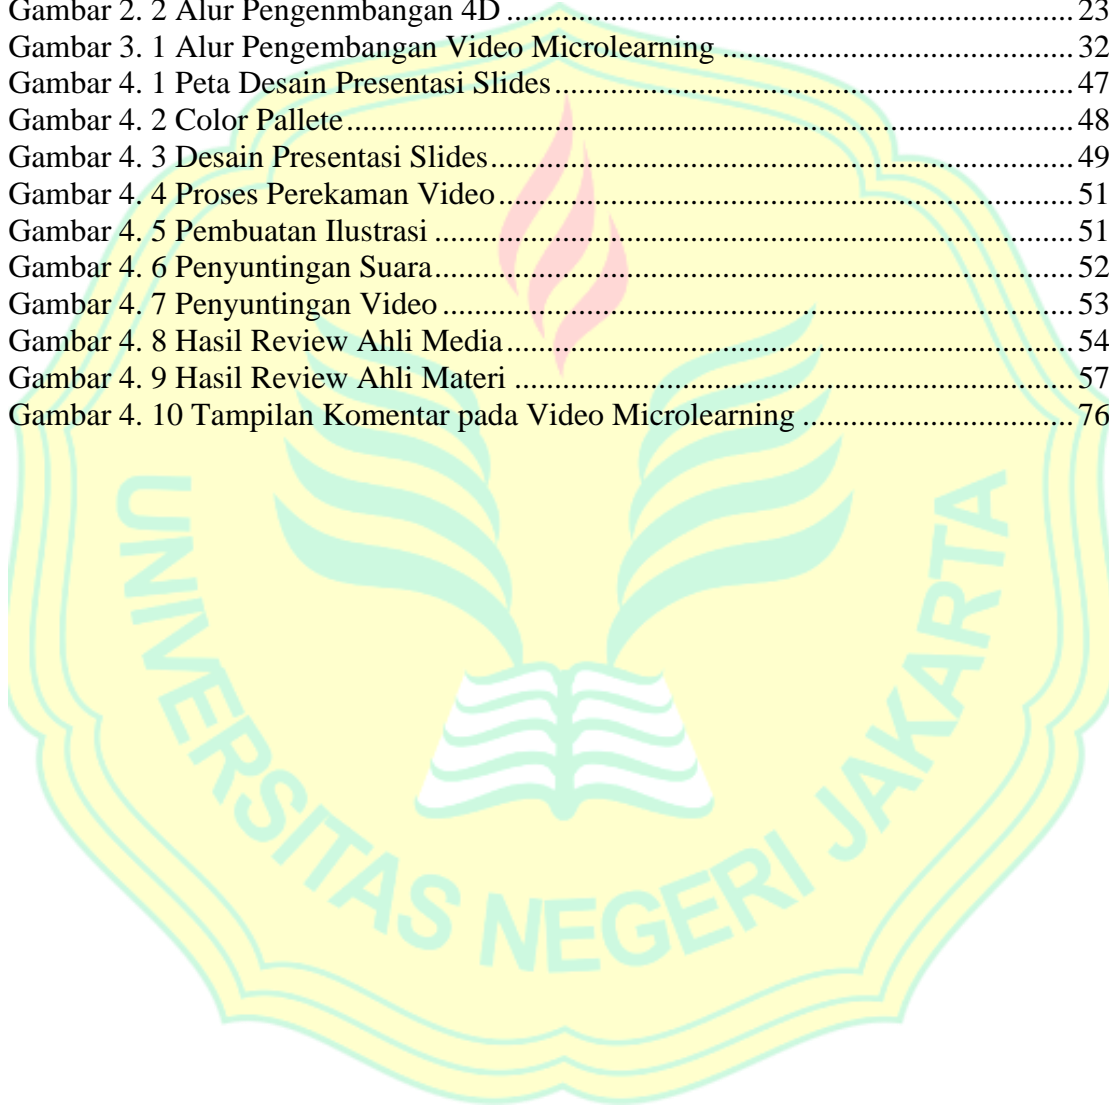 Gambar 2. 2 Alur Pengenmbangan 4D ........................................................................ 23
Gambar 3. 1 Alur Pengembangan Video Microlearning ............................................. 32
Gambar 4. 1 Peta Desain Presentasi Slides.................................................................. 47
Gambar 4. 2 Color Pallete............................................................................................ 48
Gambar 4. 3 Desain Presentasi Slides.......................................................................... 49
Gambar 4. 4 Proses Perekaman Video......................................................................... 51
Gambar 4. 5 Pembuatan Ilustrasi ................................................................................. 51
Gambar 4. 6 Penyuntingan Suara................................................................................. 52
Gambar 4. 7 Penyuntingan Video ................................................................................ 53
Gambar 4. 8 Hasil Review Ahli Media........................................................................ 54
Gambar 4. 9 Hasil Review Ahli Materi ....................................................................... 57
Gambar 4. 10 Tampilan Komentar pada Video Microlearning .................................. 76
UNIVERSITAS NEGERI JAKARTA